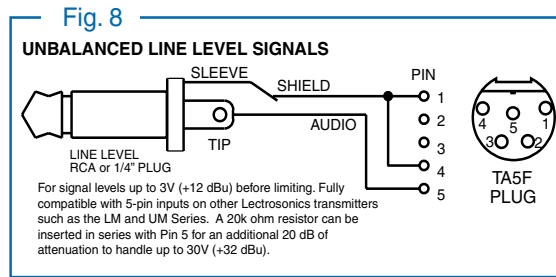 Fig. 8
UNBALANCED LINE LEVEL SIGNALS
SLEEVE
SHIELD
PIN
1
2
3
4
5
AUDIO
TIP
LINE LEVEL
RCA or 1/4" PLUG
4
5
1
3
2
TA5F
PLUG
For signal levels up to 3V (+12 dBu) before limiting. Fully
compatible with 5-pin inputs on other Lectrosonics transmitters
such as the LM and UM Series.  A 20k ohm resistor can be
inserted in series with Pin 5 for an additional 20 dB of
attenuation to handle up to 30V (+32 dBu).